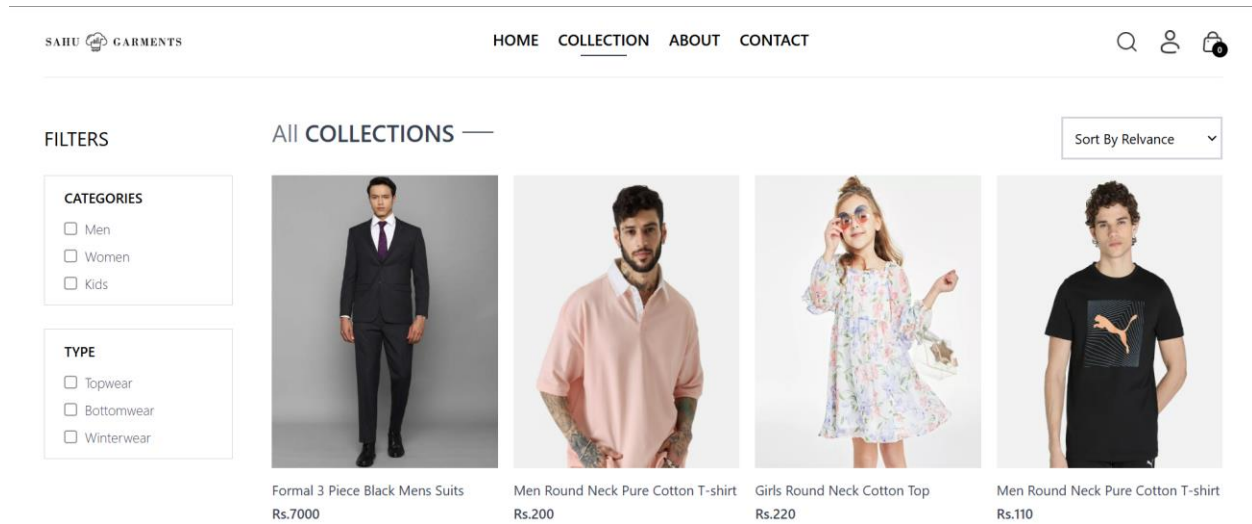 SAHU GARMENTS
HOME COLLECTION ABOUT CONTACT
0
FILTERS
CATEGORIES
Men
Women
Kids
TYPE
Topwear
Bottomwear
Winterwear
All COLLECTIONS
Sort By Relvance
Formal 3 Piece Black Mens Suits
Rs.7000
Men Round Neck Pure Cotton T-shirt
Rs.200
Girls Round Neck Cotton Top
Rs.220
Men Round Neck Pure Cotton T-shirt
Rs.110